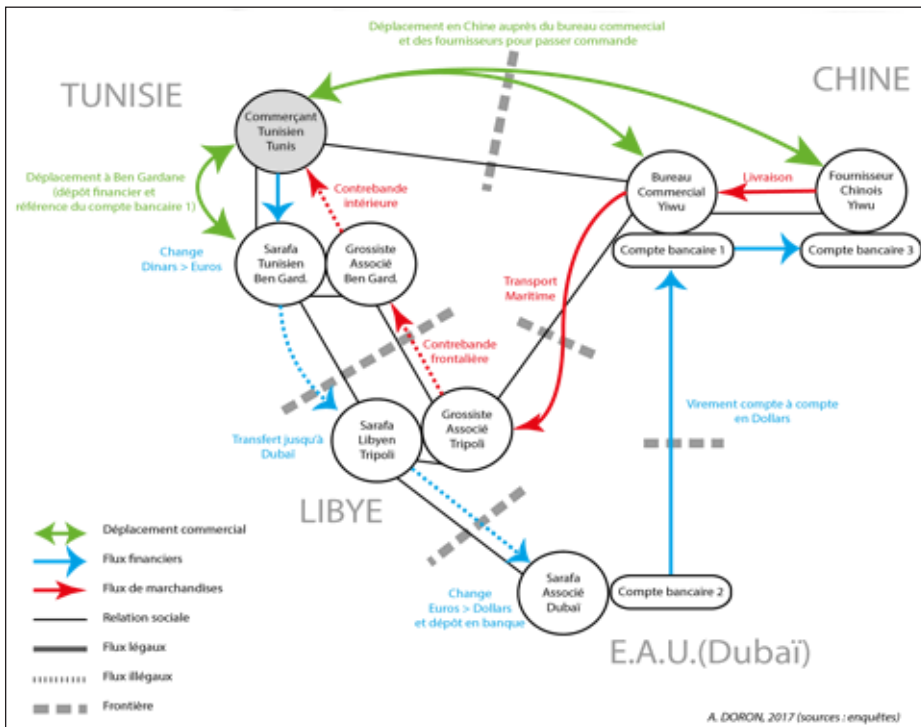 Déplacement en Chine auprès du bureau commercial
et des fournisseurs pour passer commande
TUNISIE
CHINE
Commerçant
Tunisien
Tunis
Déplacement à Ben Gardane
(dépôt financier et
référence du compte bancaire 1)
Contrebande
intérieure
Bureau
Commercial
Yiwu
Livraison
Fournisseur
Chinois
Yiwu
Change
Dinars > Euros
Sarafa
Tunisien
Ben Gard.
Grossiste
Associé
Ben Gard.
Compte bancaire 1
Compte bancaire 3
Transport
Maritime
Contrebande
frontalière
Virement compte à compte
en Dollars
Transfert jusqu'à
Dubaï
Sarafa
Libyen
Tripoli
Grossiste
Associé
Tripoli
LIBYE
Change
Euros > Dollars
et dépôt en banque
Sarafa
Associé
Dubaï
Compte bancaire 2
E.A.U.(Dubaï)
Déplacement commercial
Flux financiers
Flux de marchandises
Relation sociale
Flux légaux
Flux illégaux
Frontière
A. DORON, 2017 (sources : enquêtes)